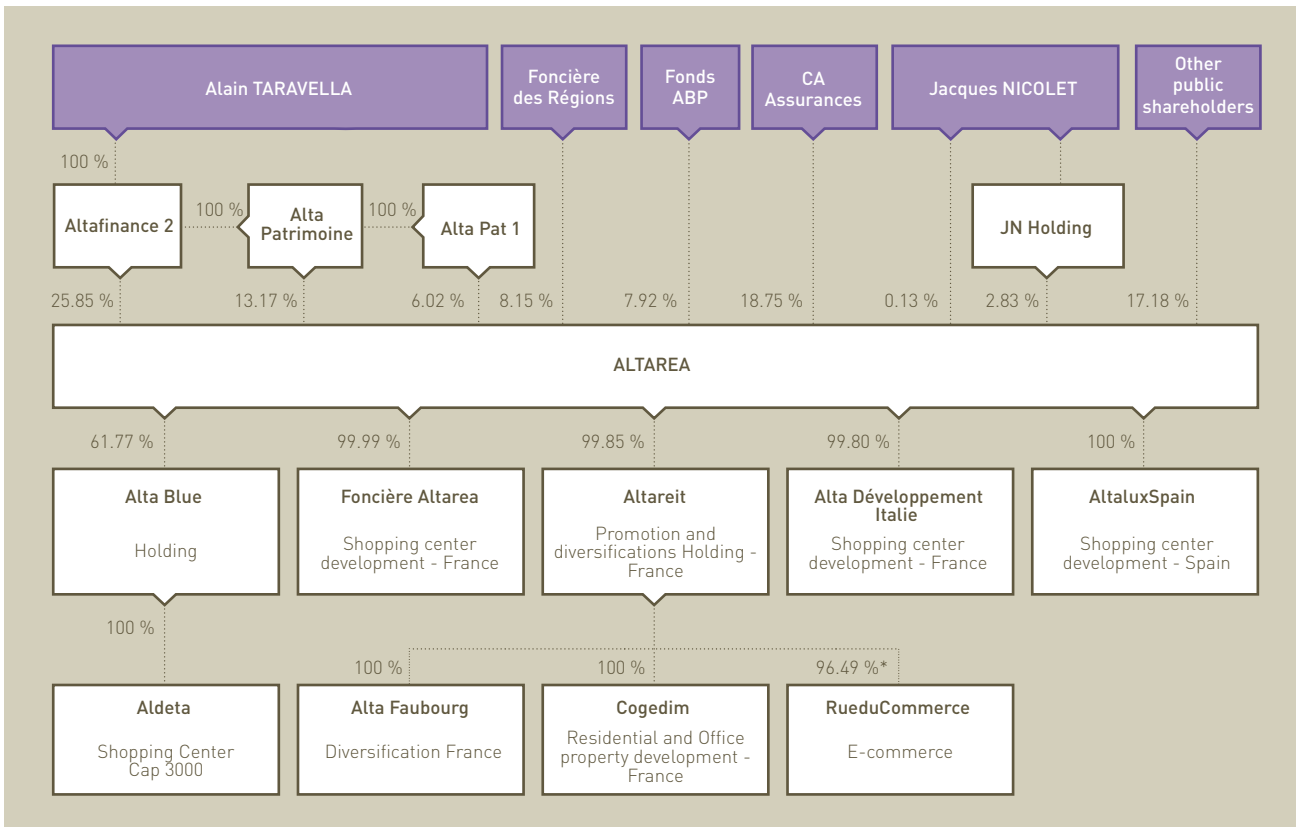 Alain TARAVELLA
Foncière
des Régions
Fonds
ABP
CA
Assurances
Jacques NICOLET
Other
public
shareholders
100 %
Altafinance 2
100 %
Alta
Patrimoine
100 %
Alta Pat 1
JN Holding
25.85 %
13.17 %
6.02 %
8.15 %
7.92 %
18.75 %
0.13 %
2.83 %
17.18 %
ALTAREA
61.77 %
99.99 %
99.85 %
99.80 %
100 %
Alta Blue
Holding
Foncière Altarea
Shopping center
development - France
Altareit
Promotion and
diversifications Holding -
France
Alta Développement
Italie
Shopping center
development - France
AltaluxSpain
Shopping center
development - Spain
100 %
100 %
100 %
96.49 %*
Aldeta
Shopping Center
Cap 3000
Alta Faubourg
Diversification France
Cogedim
Residential and Office
property development -
France
RueduCommerce
E-commerce